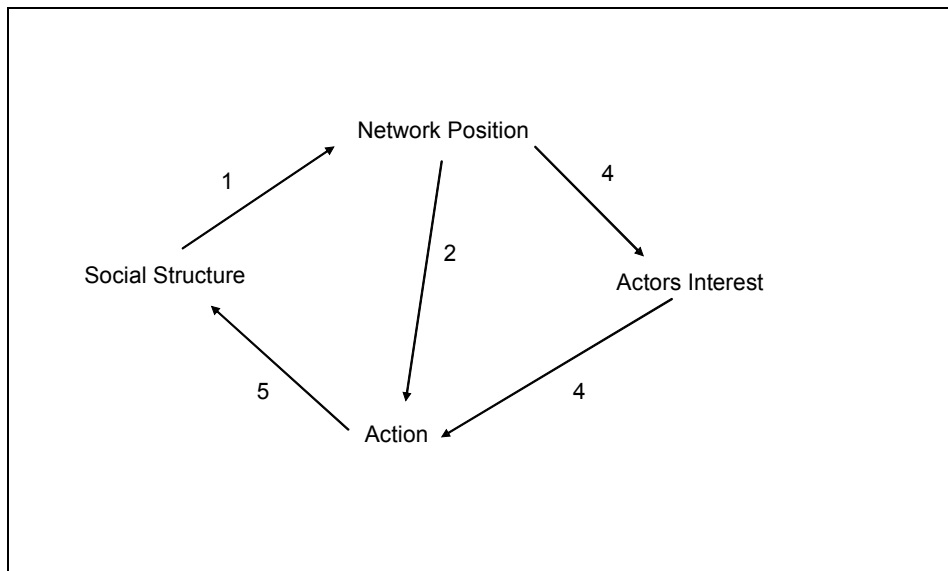 Network Position
1
4
2
Social Structure
Actors Interest
5
4
Action